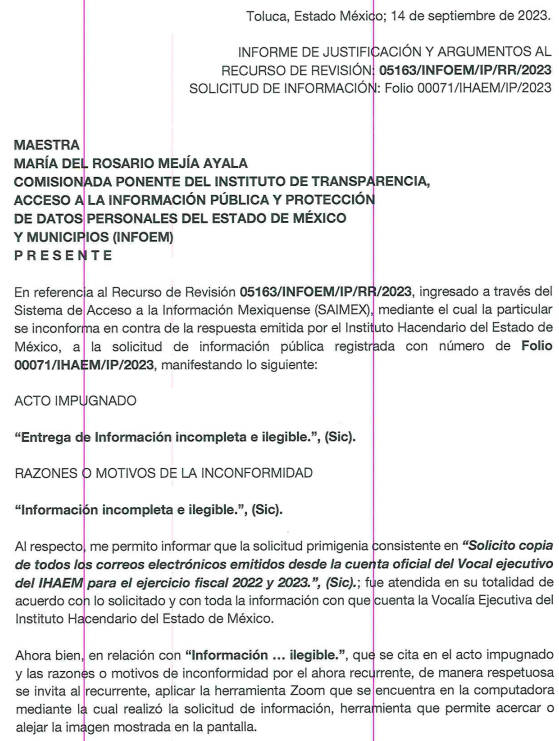 Toluca, Estado México; 14 de septiembre de 2023.
INFORME DE JUSTIFICACIÓN Y ARGUMENTOS AL
RECURSO DE REVISIÓN: 05163/INFOEM/IP/RR/2023
SOLICITUD DE INFORMACIÓN: Folio 00071/IHAEM/IP/2023
MAESTRA
MARÍA DEL ROSARIO MEJÍA AYALA
COMISIONADA PONENTE DEL INSTITUTO DE TRANSPARENCIA,
ACCESO A LA INFORMACIÓN PÚBLICA Y PROTECCIÓN
DE DATOS PERSONALES DEL ESTADO DE MÉXICO
Y MUNICIPIOS (INFOEM)
P R E S E N T E
En referencia al Recurso de Revisión 05163/INFOEM/IP/RR/2023, ingresado a través del
Sistema de Acceso a la Información Mexiquense (SAIMEX), mediante el cual la particular
se inconforma en contra de la respuesta emitida por el Instituto Hacendario del Estado de
México, a la solicitud de información pública registrada con número de Folio
00071/IHAEM/IP/2023, manifestando lo siguiente:
ACTO IMPUGNADO
“Entrega de Información incompleta e ilegible.”, (Sic).
RAZONES O MOTIVOS DE LA INCONFORMIDAD
“Información incompleta e ilegible.”, (Sic).
Al respecto, me permito informar que la solicitud primigenia consistente en “Solicito copia
de todos los correos electrónicos emitidos desde la cuenta oficial del Vocal ejecutivo
del IHAEM para el ejercicio fiscal 2022 y 2023.”, (Sic).; fue atendida en su totalidad de
acuerdo con lo solicitado y con toda la información con que cuenta la Vocalía Ejecutiva del
Instituto Hacendario del Estado de México.
Ahora bien, en relación con “Información ... ilegible.”, que se cita en el acto impugnado
y las razones o motivos de inconformidad por el ahora recurrente, de manera respetuosa
se invita al recurrente, aplicar la herramienta Zoom que se encuentra en la computadora
mediante la cual realizó la solicitud de información, herramienta que permite acercar o
alejar la imagen mostrada en la pantalla.